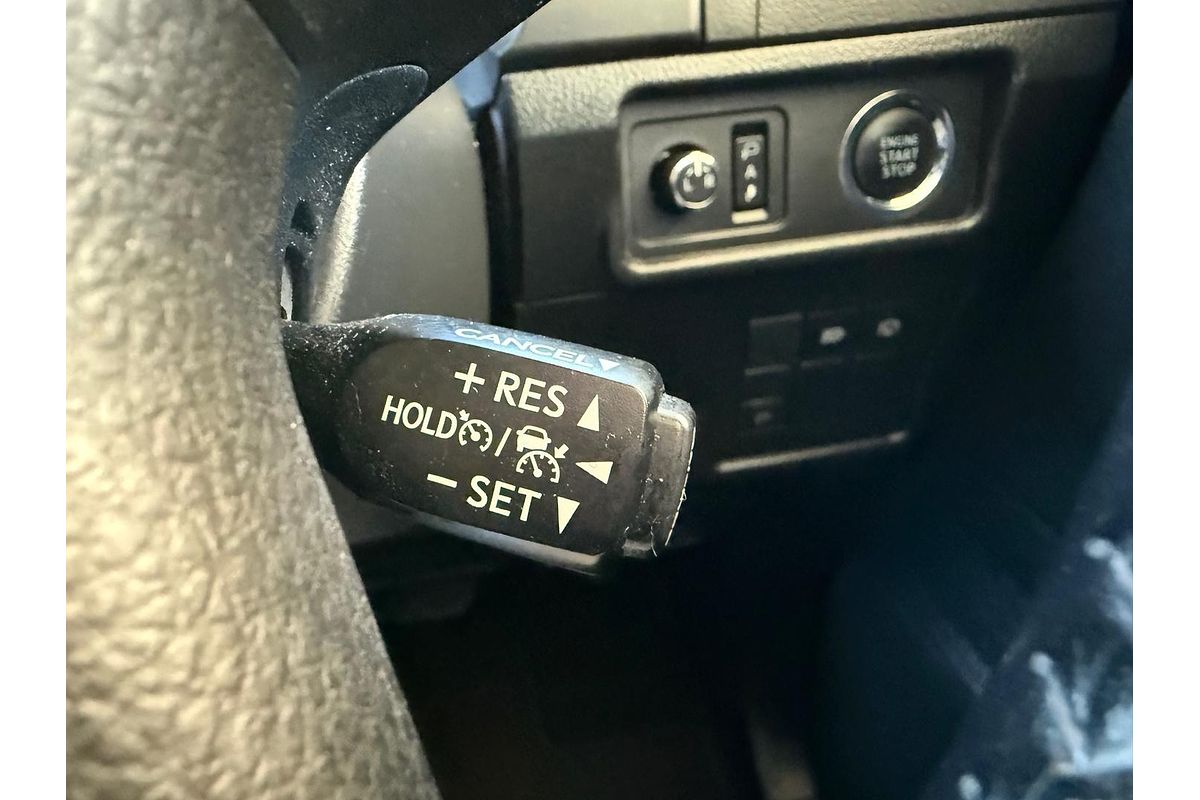 ENGINE
START
STOP
L R
A
CANCEL
+ RES
HOLD /
- SET